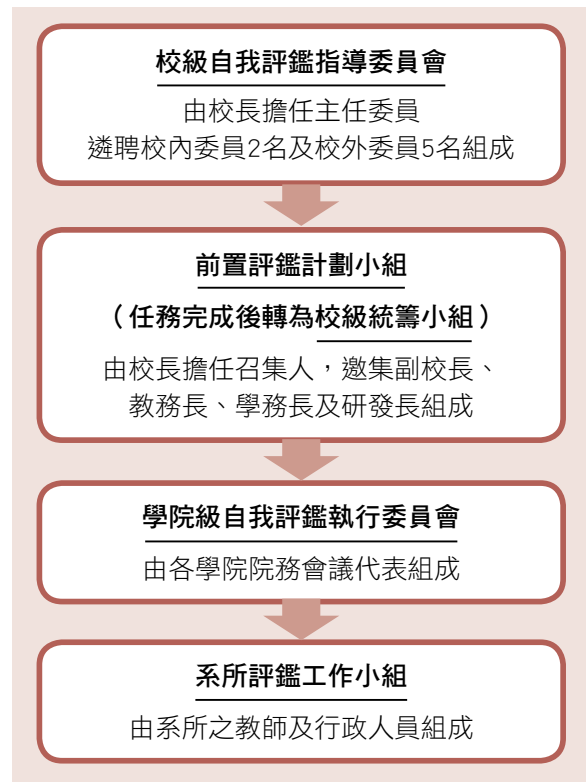 校級自我評鑑指導委員會
由校長擔任主任委員
遴聘校內委員2名及校外委員5名組成
前置評鑑計劃小組
（任務完成後轉為校級統籌小組）
由校長擔任召集人，邀集副校長、
教務長、學務長及研發長組成
學院級自我評鑑執行委員會
由各學院院務會議代表組成
系所評鑑工作小組
由系所之教師及行政人員組成